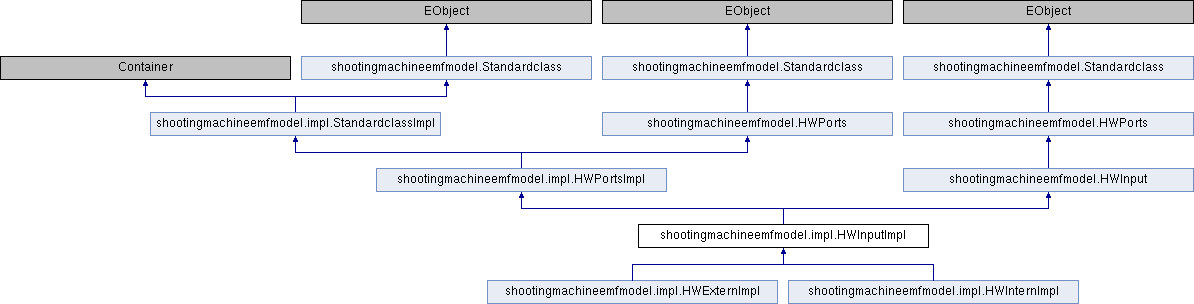 EObject
EObject
EObject
Container
shootingmachineemfmodel.Standardclass
shootingmachineemfmodel.Standardclass
shootingmachineemfmodel.Standardclass
shootingmachineemfmodel.impl.StandardclassImpl
shootingmachineemfmodel.HWPorts
shootingmachineemfmodel.HWPorts
shootingmachineemfmodel.impl.HWPortsImpl
shootingmachineemfmodel.HWInput
shootingmachineemfmodel.impl.HWInputImpl
shootingmachineemfmodel.impl.HWExternImpl
shootingmachineemfmodel.impl.HWInternImpl